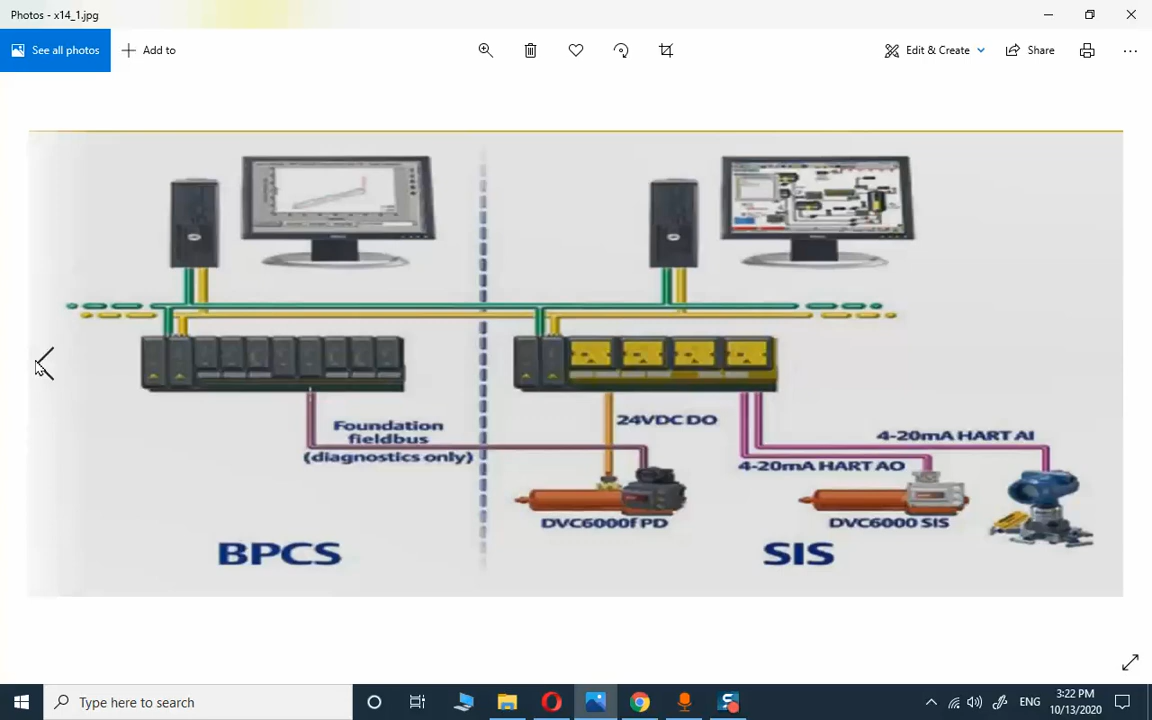 Photos - x14_1.jpg
See all photos
Add to
Edit & Create
Share
24VDC DO
Foundation
fieldbus
(diagnostics only)
4-20mA HART AI
4-20mA HART AO
DVC6000f PD
DVC6000 SIS
BPCS
SIS
Type here to search
ENG
3:22 PM
10/13/2020